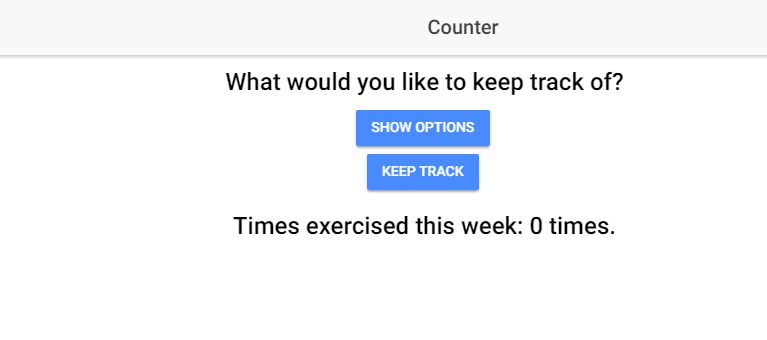 Counter
What would you like to keep track of?
SHOW OPTIONS
KEEP TRACK
Times exercised this week: 0 times.